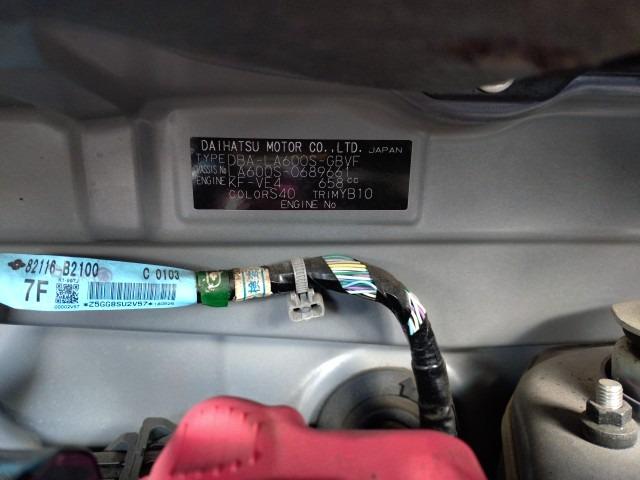 DAIHATSU MOTOR CO.,LTD. JAPAN
TYPE DBA-LA600S-GBVF
CHASSIS No LA600S-0689661
ENGINE KF-VE4 658cc
COLOR S40 TRIM YB10
ENGINE No
82116-B2100 C 0103
7F
*Z5GG8SU2V57*